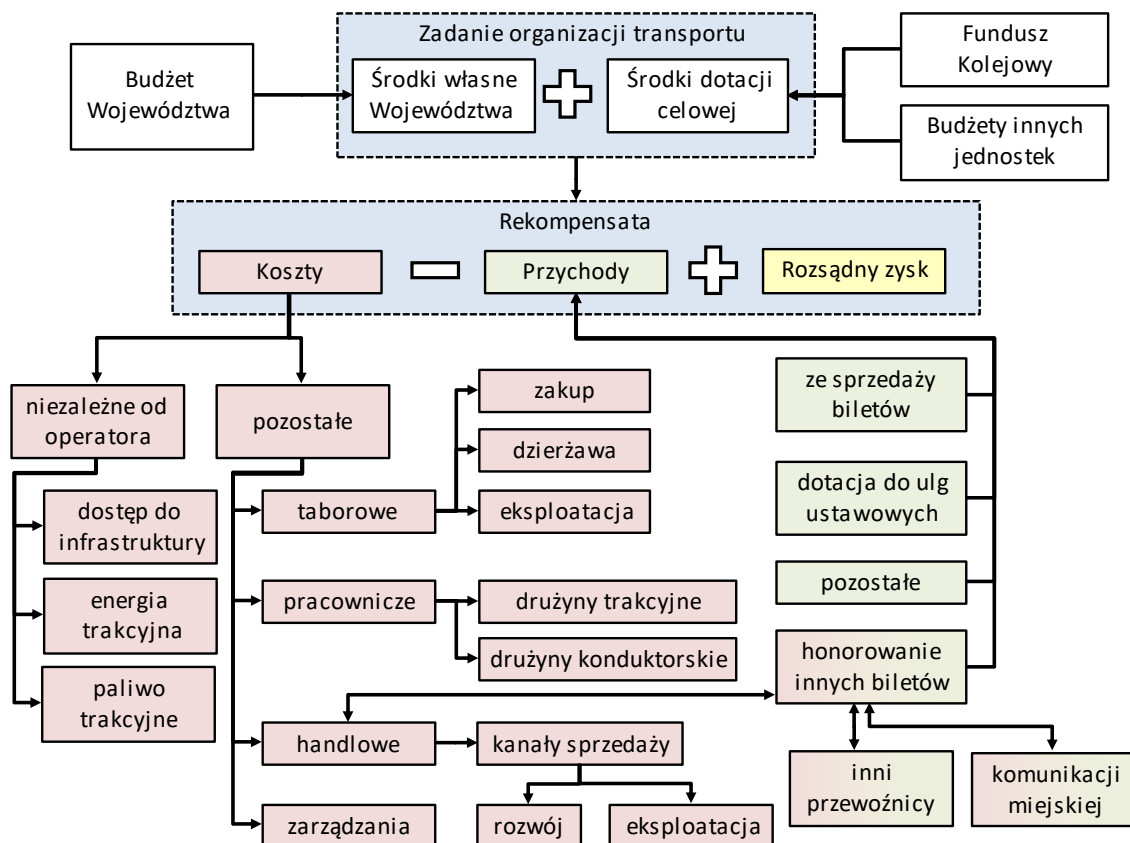 Zadanie organizacji transportu
Budżet
Województwa
Środki własne
Województwa
Środki dotacji
celowej
Fundusz
Kolejowy
Budżety innych
jednostek
Rekompensata
Koszty
Przychody
Rozsądny zysk
niezależne od
operatora
pozostałe
dostęp do
infrastruktury
energia
trakcyjna
paliwo
trakcyjne
taborowe
zakup
dzierżawa
eksploatacja
pracownicze
drużyny trakcyjne
drużyny konduktorskie
handlowe
kanały sprzedaży
rozwój
eksploatacja
zarządzania
ze sprzedaży
biletów
dotacja do ulg
ustawowych
pozostałe
honorowanie
innych biletów
inni
przewoźnicy
komunikacji
miejskiej